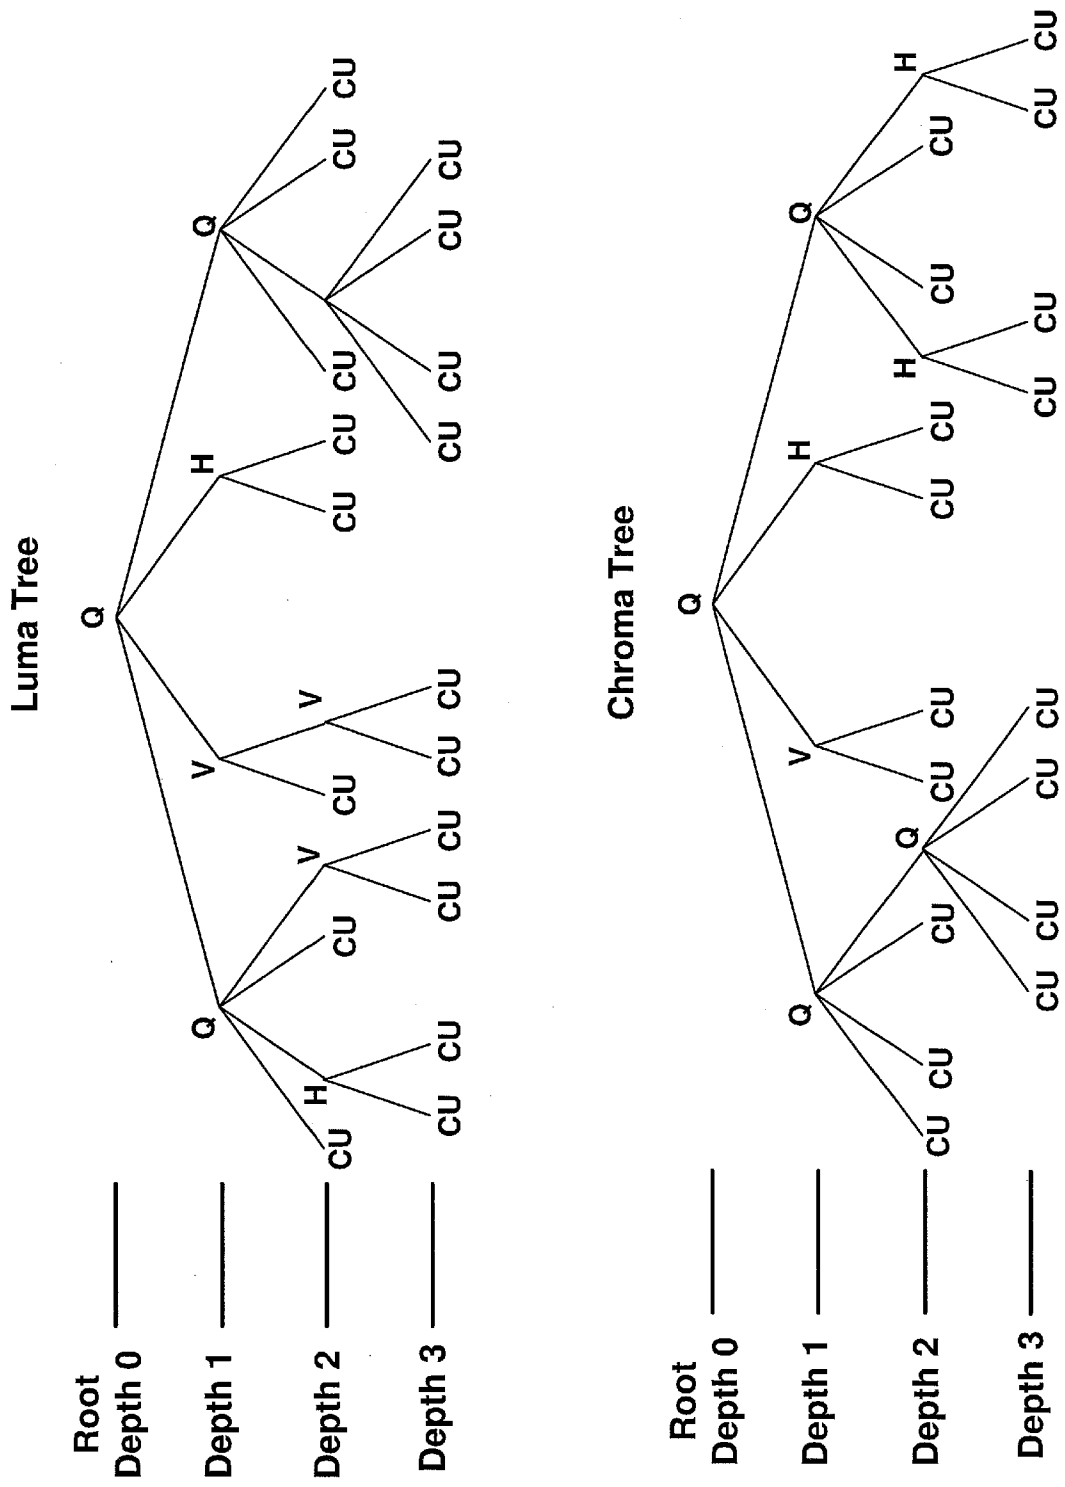 Luma Tree
Root Q
Depth 0
Q V H Q
Depth 1
H V V
Depth 2 CU CU CU CU CU CU CU CU
Depth 3 CU CU CU CU CU CU CU CU CU CU
Chroma Tree
Root Q
Depth 0
Q V H Q
Depth 1
Q H H
Depth 2 CU CU CU CU CU CU CU CU CU
Depth 3 CU CU CU CU CU CU CU CU